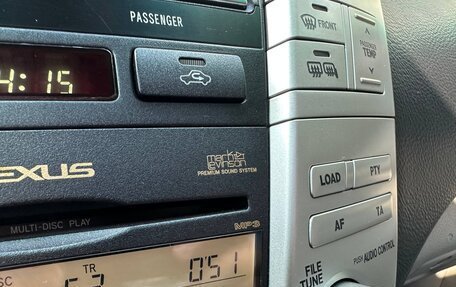 PASSENGER
FRONT
PASSENGER
TEMP
4:15
EXUS
mark
levinson
PREMIUM SOUND SYSTEM
LOAD
PTY
MULTI-DISC PLAY
MP3
AF
TA
PUSH AUDIO CONTROL
SC
TR
0'51
FILE
TUNE